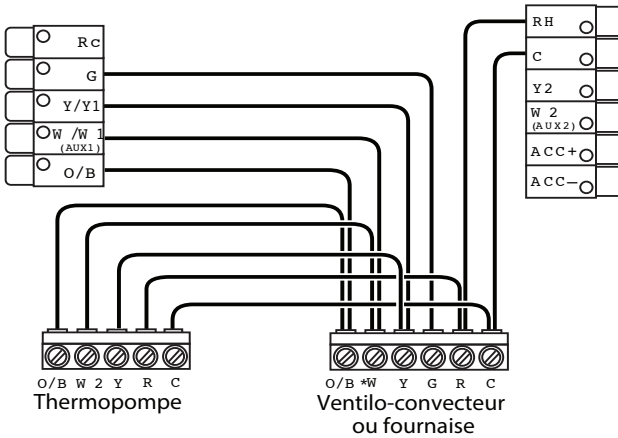 Rc
G
Y/Y1
W /W 1
(AUX1)
O/B
RH
C
Y2
W 2
(AUX2)
ACC+
ACC−
O/B W 2 Y R C
Thermopompe
O/B *W Y G R C
Ventilo-convecteur
ou fournaise